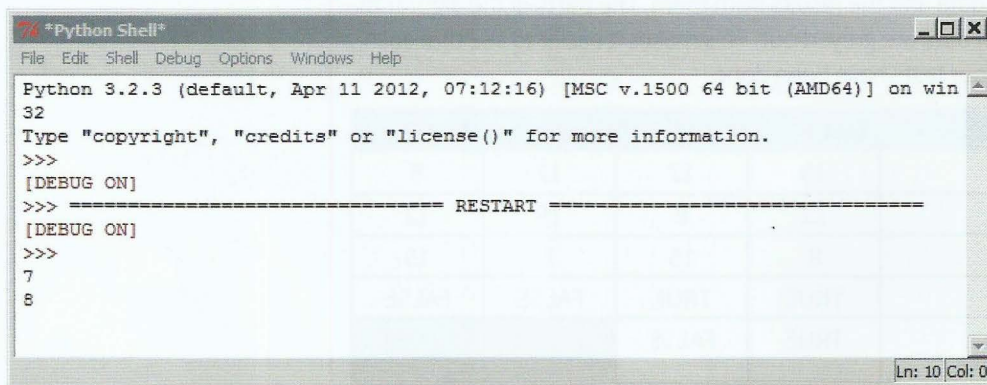 *Python Shell*
File Edit Shell Debug Options Windows Help
Python 3.2.3 (default, Apr 11 2012, 07:12:16) [MSC v.1500 64 bit (AMD64)] on win
32
Type "copyright", "credits" or "license()" for more information.
>>>
[DEBUG ON]
>>> ================================ RESTART ================================
[DEBUG ON]
>>>
7
8
Ln: 10 Col: 0